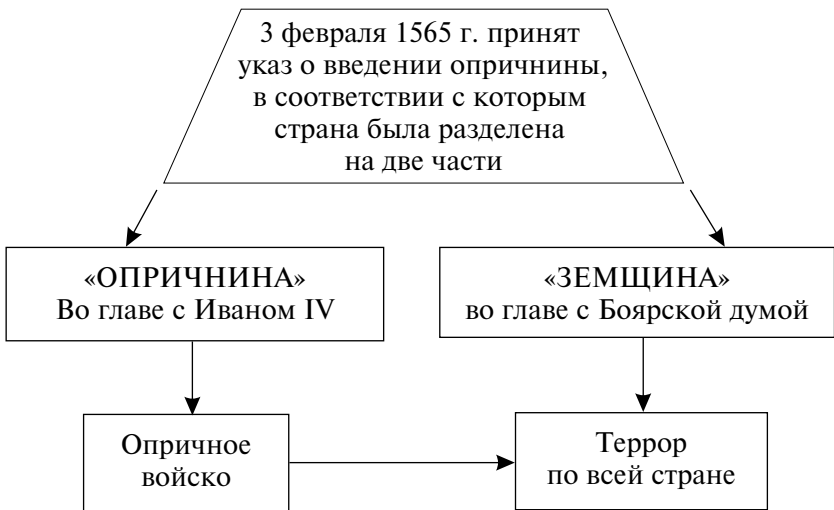 3 февраля 1565 г. принят
указ о введении опричнины,
в соответствии с которым
страна была разделена
на две части
«ОПРИЧНИНА»
Во главе с Иваном IV
«ЗЕМЩИНА»
во главе с Боярской думой
Опричное
войско
Террор
по всей стране